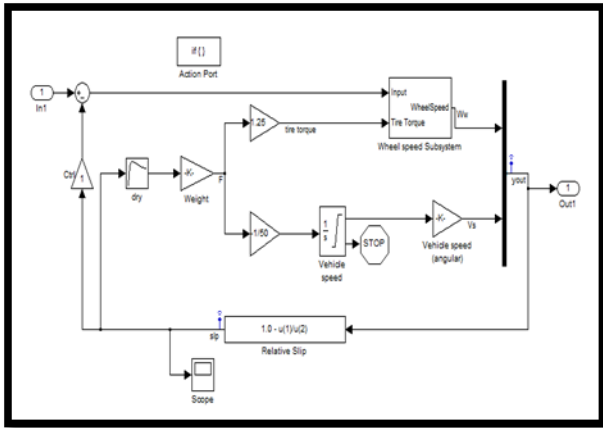 if { }
Action Port
1
In1
+
-
Input
WheelSpeed
Tire Torque
Ww
Wheel speed Subsystem
1.25
tire torque
Ctrl
1
dry
-K-
Weight
F
yout
1
Out1
-1/50
1
s
Vehicle
speed
STOP
-K-
Vs
Vehicle speed
(angular)
slp
1.0 - u(1)/u(2)
Relative Slip
Scope